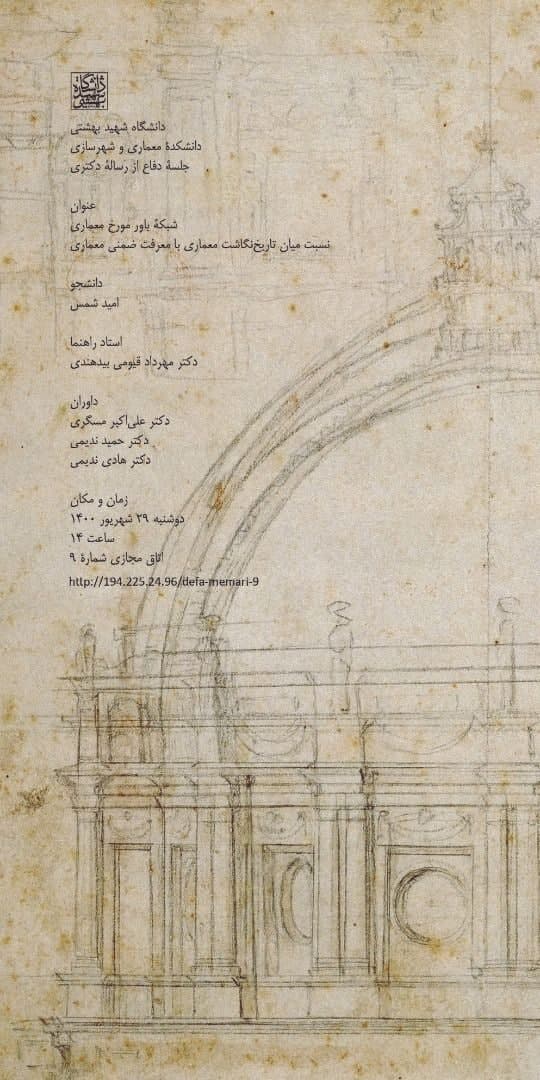 دانشگاه شهید بهشتی
دانشگاه شهید بهشتی
دانشکدهٔ معماری و شهرسازی
جلسهٔ دفاع از رسالهٔ دکتری
عنوان
شبکهٔ یاور مورخ معماری
نسبت میان تاریخ‌نگاشت معماری با معرفت ضمنی معماری
دانشجو
امید شمس
استاد راهنما
دکتر مهرداد قیومی بیدهندی
داوران
دکتر علی‌اکبر مسگری
دکتر حمید ندیمی
دکتر هادی ندیمی
زمان و مکان
دوشنبه ۲۹ شهریور ۱۴۰۰
ساعت ۱۴
اتاق مجازی شمارهٔ ۹
http://194.225.24.96/defa-memari-9